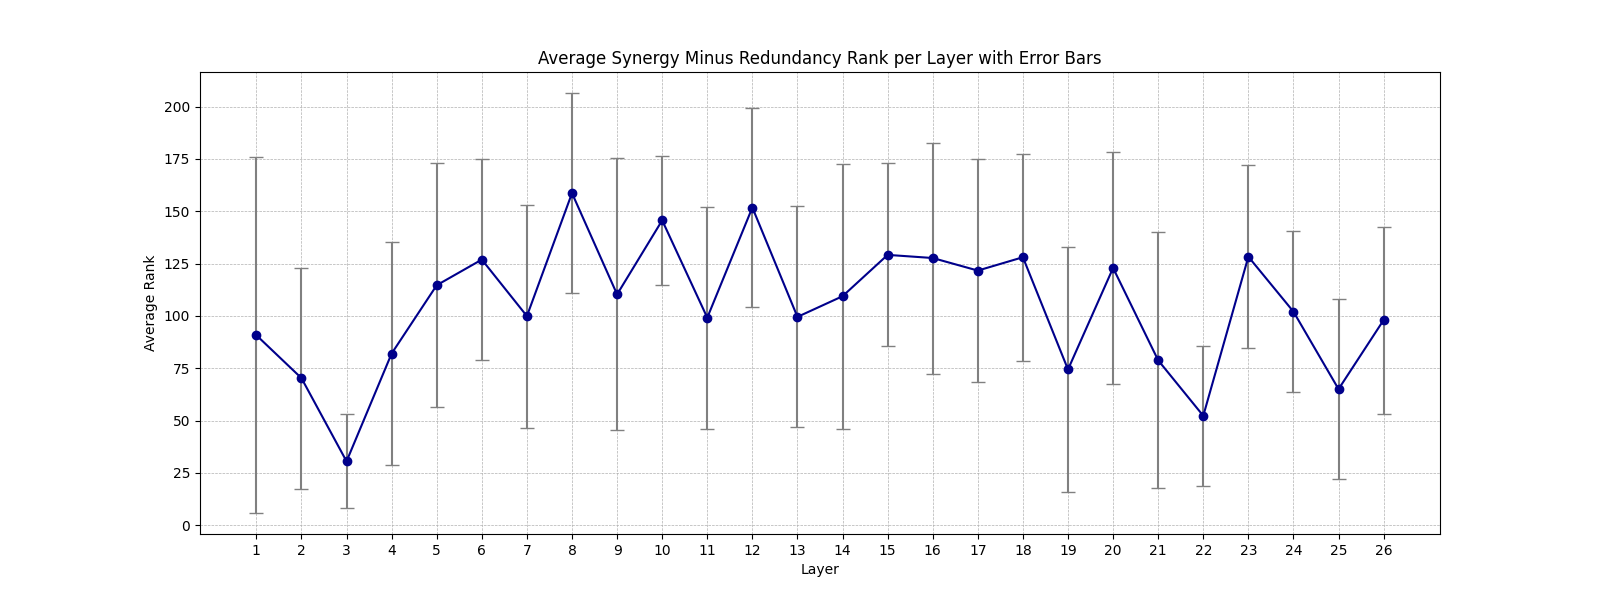 Average Synergy Minus Redundancy Rank per Layer with Error Bars
200
175
150
125
100
75
50
25
0
Average Rank
1 2 3 4 5 6 7 8 9 10 11 12 13 14 15 16 17 18 19 20 21 22 23 24 25 26
Layer